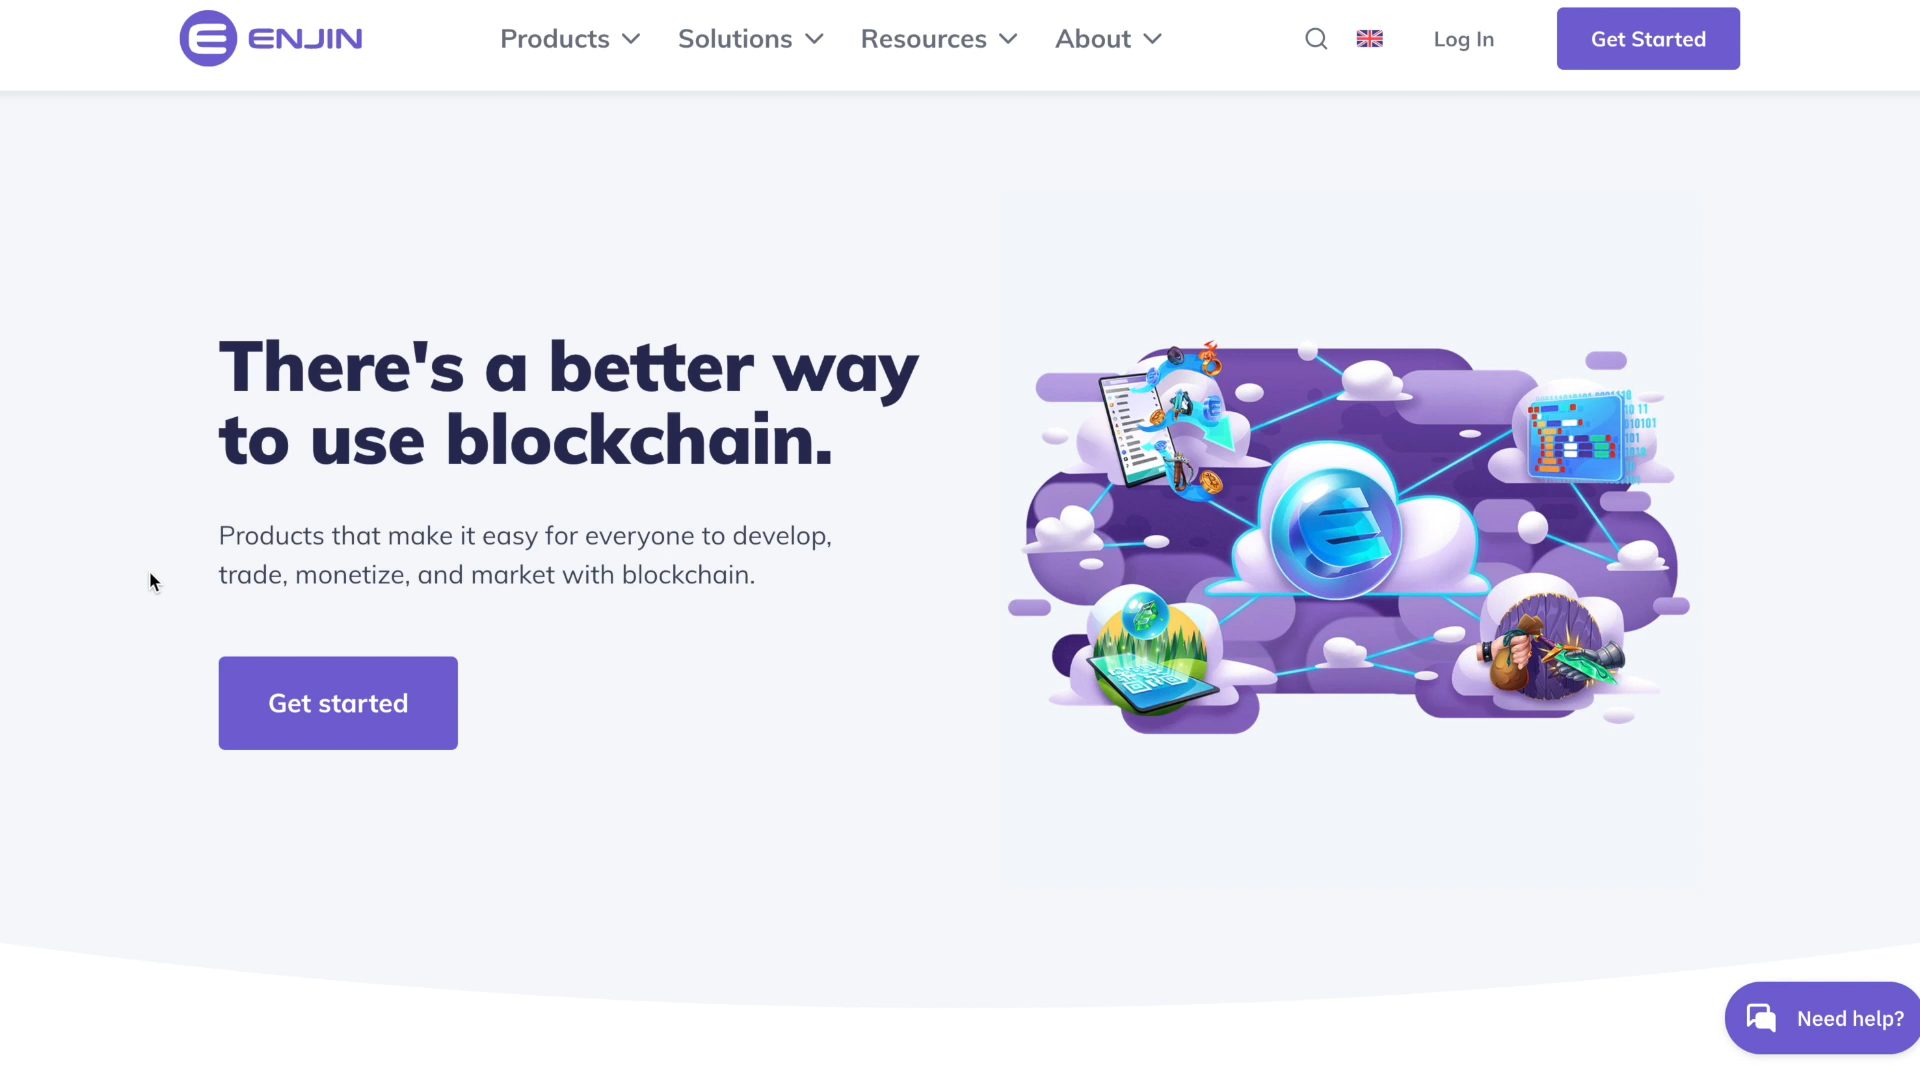 ENJIN
Products
Solutions
Resources
About
Log In
Get Started
There's a better way
to use blockchain.
Products that make it easy for everyone to develop,
trade, monetize, and market with blockchain.
Get started
Need help?